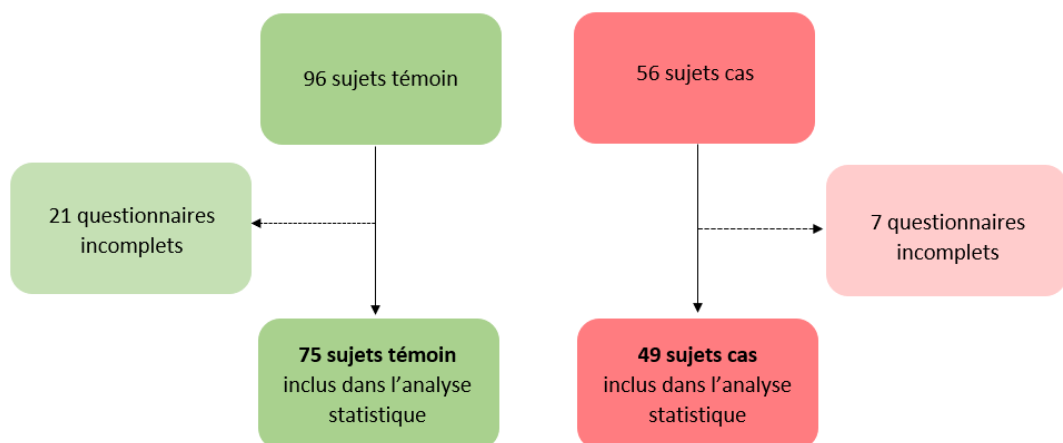 96 sujets témoin
56 sujets cas
21 questionnaires
incomplets
7 questionnaires
incomplets
75 sujets témoin
inclus dans l’analyse
statistique
49 sujets cas
inclus dans l’analyse
statistique